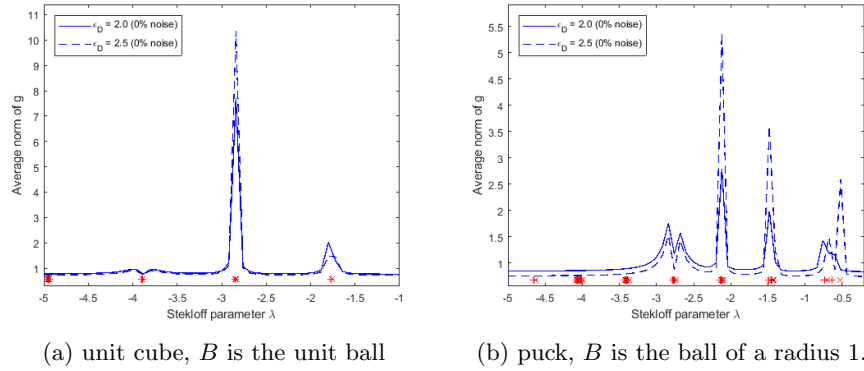 ϵD = 2.0 (0% noise)
ϵD = 2.5 (0% noise)
11
10
9
8
7
6
5
4
3
2
1
Average norm of g
-5 -4.5 -4 -3.5 -3 -2.5 -2 -1.5 -1
Stekloff parameter λ
(a) unit cube, B is the unit ball
ϵD = 2.0 (0% noise)
ϵD = 2.5 (0% noise)
5.5
5
4.5
4
3.5
3
2.5
2
1.5
1
Average norm of g
-5 -4.5 -4 -3.5 -3 -2.5 -2 -1.5 -1 -0.5
Stekloff parameter λ
(b) puck, B is the ball of a radius 1.